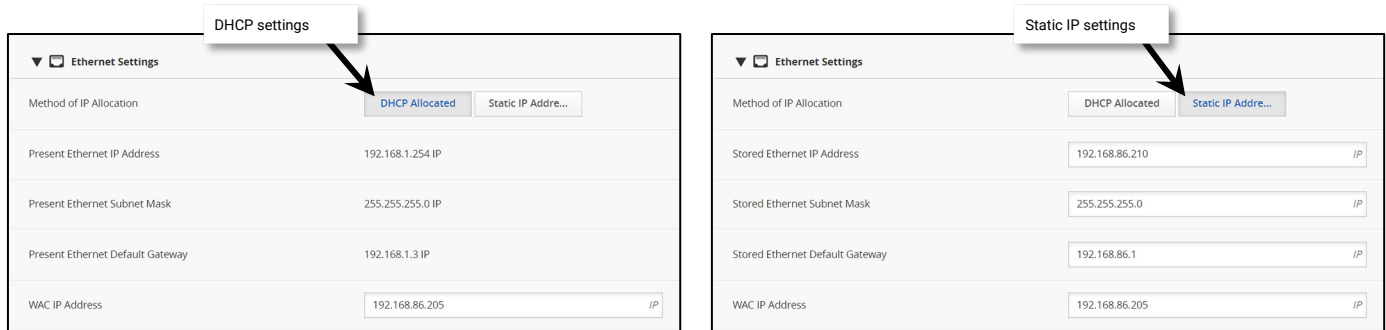 DHCP settings
Ethernet Settings
Method of IP Allocation DHCP Allocated Static IP Addre...
Present Ethernet IP Address 192.168.1.254 IP
Present Ethernet Subnet Mask 255.255.255.0 IP
Present Ethernet Default Gateway 192.168.1.3 IP
WAC IP Address 192.168.86.205 IP
Static IP settings
Ethernet Settings
Method of IP Allocation DHCP Allocated Static IP Addre...
Stored Ethernet IP Address 192.168.86.210 IP
Stored Ethernet Subnet Mask 255.255.255.0 IP
Stored Ethernet Default Gateway 192.168.86.1 IP
WAC IP Address 192.168.86.205 IP